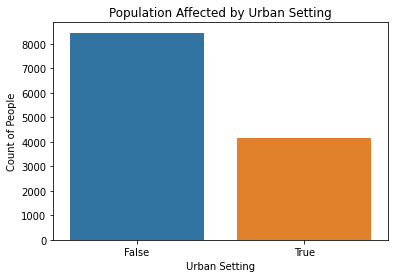 Population Affected by Urban Setting
Count of People
8000
7000
6000
5000
4000
3000
2000
1000
0
False True
Urban Setting